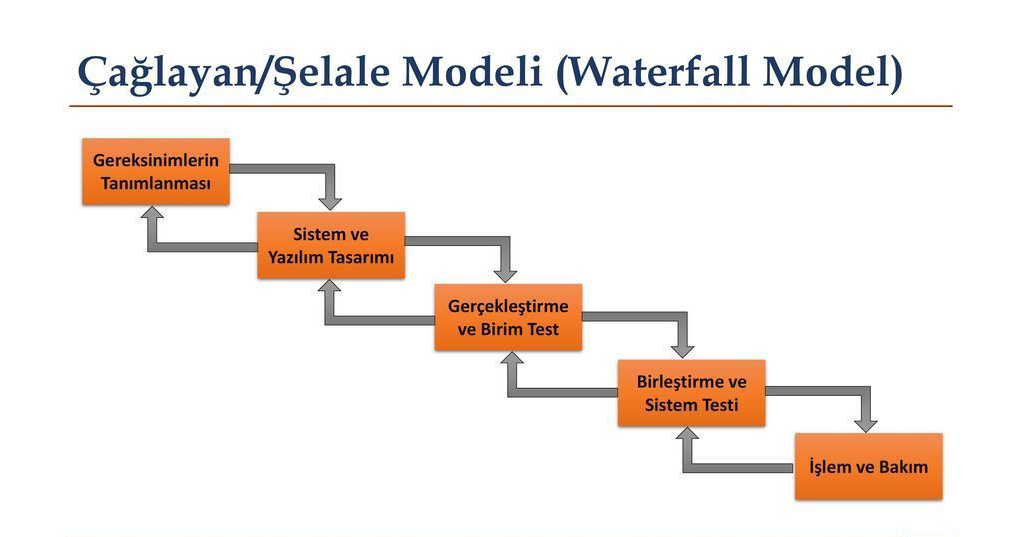 Çağlayan/Şelale Modeli (Waterfall Model)
Gereksinimlerin
Tanımlanması
Sistem ve
Yazılım Tasarımı
Gerçekleştirme
ve Birim Test
Birleştirme ve
Sistem Testi
İşlem ve Bakım